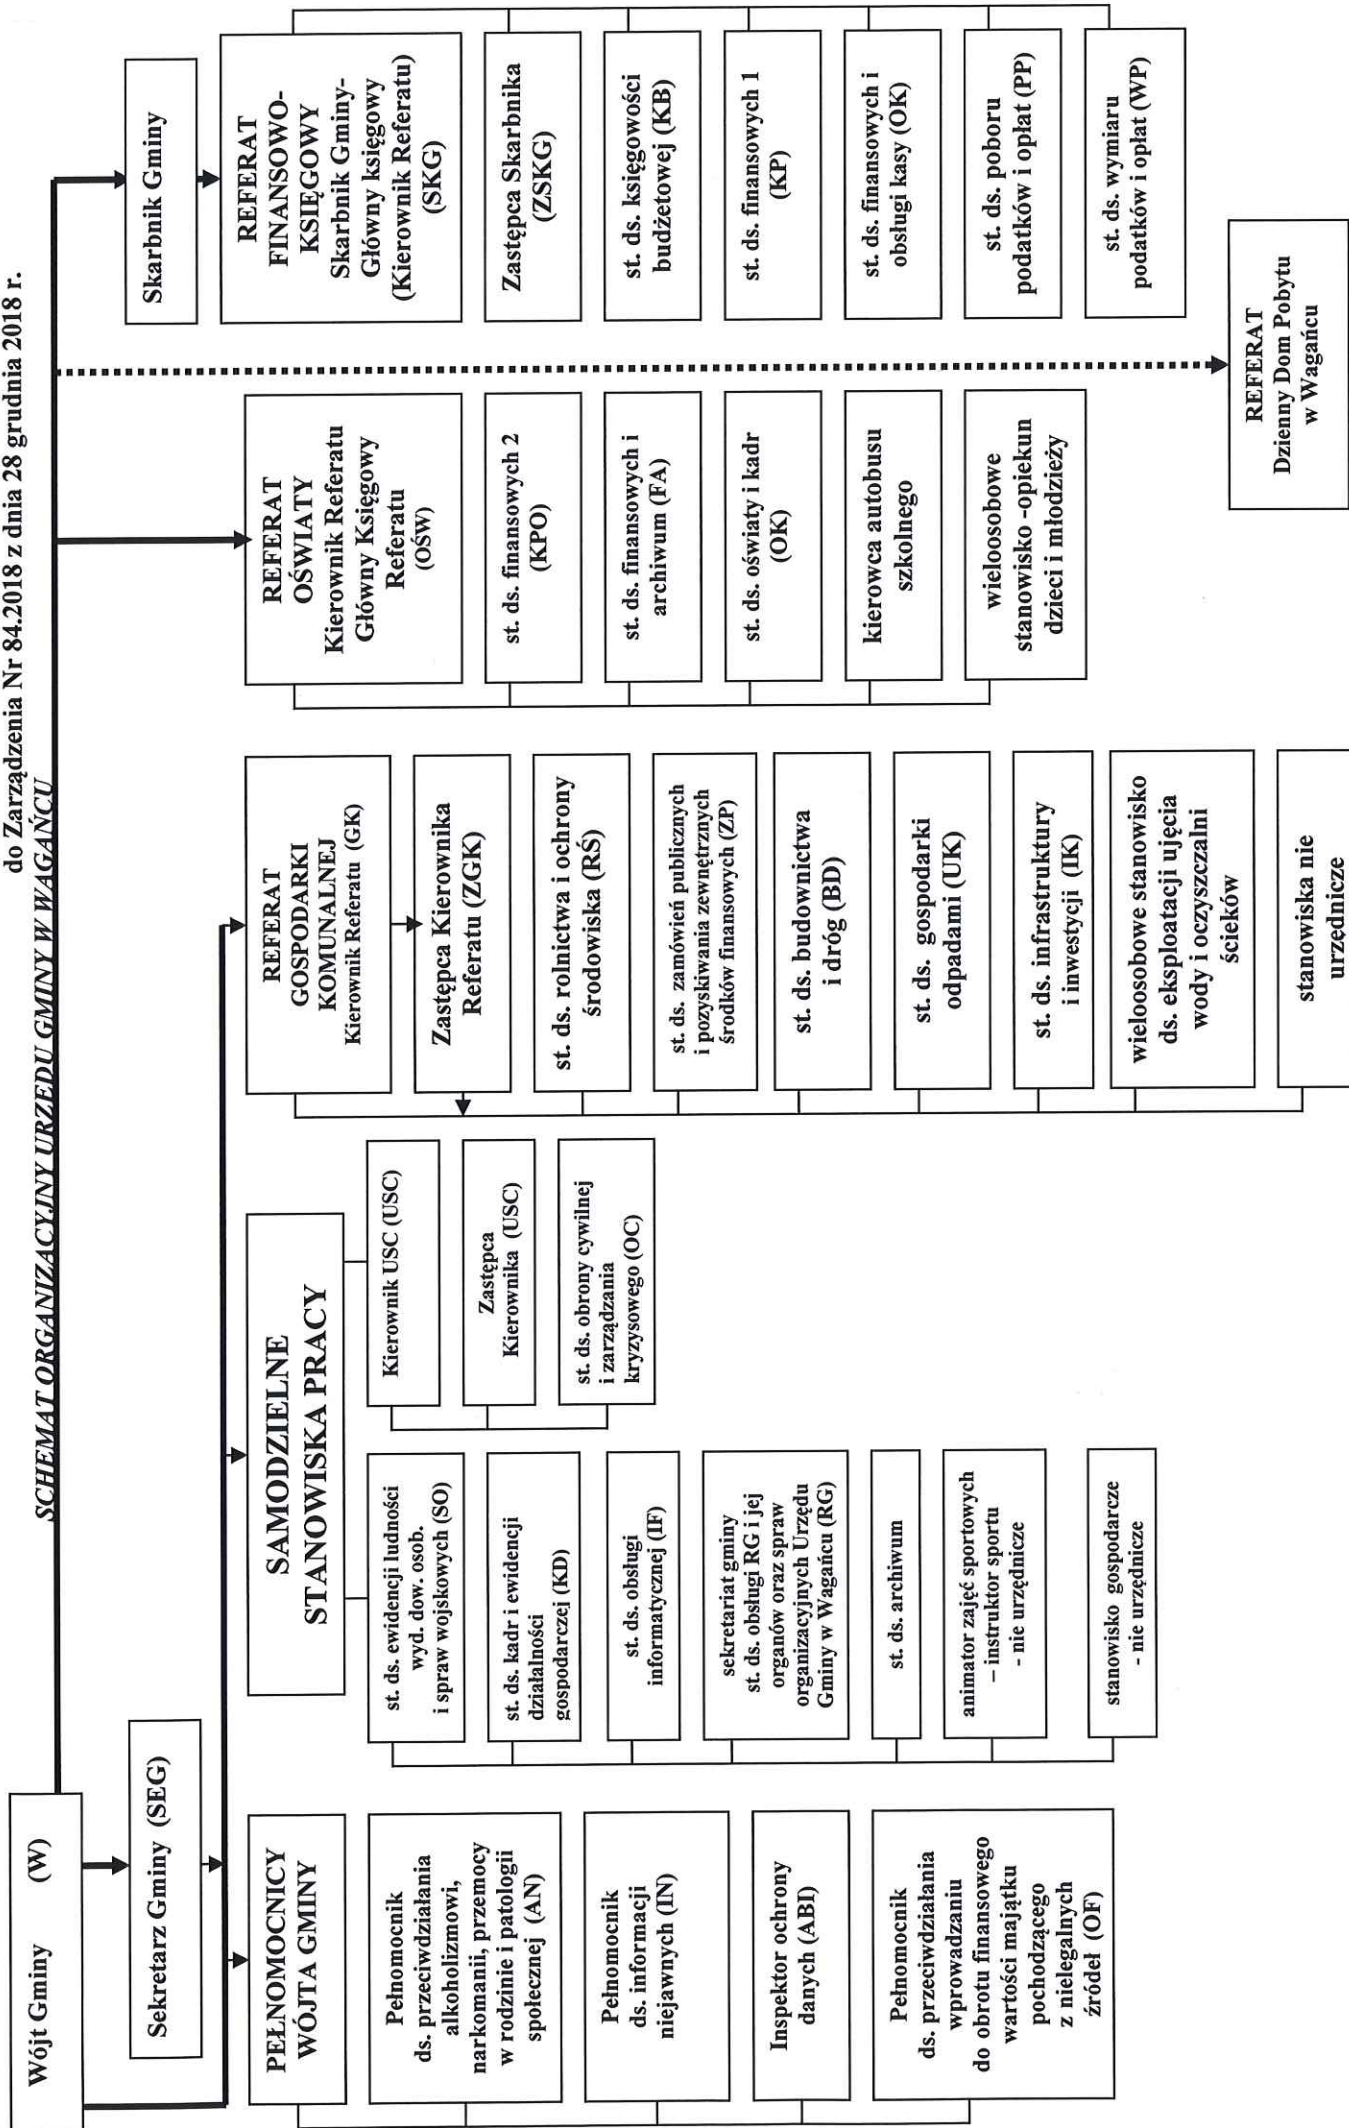 do Zarządzenia Nr 84.2018 z dnia 28 grudnia 2018 r.
SCHEMAT ORGANIZACYJNY URZĘDU GMINY W WAGAŃCU
Wójt Gminy (W)
Sekretarz Gminy (SEG)
Skarbnik Gminy
PEŁNOMOCNICY
WÓJTA GMINY
Pełnomocnik
ds. przeciwdziałania
alkoholizmowi,
narkomanii, przemocy
w rodzinie i patologii
społecznej (AN)
Pełnomocnik
ds. informacji
niejawnych (IN)
Inspektor ochrony
danych (ABI)
Pełnomocnik
ds. przeciwdziałania
wprowadzaniu
do obrotu finansowego
wartości majątku
pochodzącego
z nielegalnych
źródeł (OF)
SAMODZIELNE
STANOWISKA PRACY
st. ds. ewidencji ludności
wyd. dow. osob.
i spraw wojskowych (SO)
st. ds. kadr i ewidencji
działalności
gospodarczej (KD)
st. ds. obsługi
informatycznej (IF)
sekretariat gminy
st. ds. obsługi RG i jej
organów oraz spraw
organizacyjnych Urzędu
Gminy w Wagańcu (RG)
st. ds. archiwum
animator zajęć sportowych
– instruktor sportu
- nie urzędnicze
stanowisko gospodarcze
- nie urzędnicze
Kierownik USC (USC)
Zastępca
Kierownika (USC)
st. ds. obrony cywilnej
i zarządzania
kryzysowego (OC)
REFERAT
GOSPODARKI
KOMUNALNEJ
Kierownik Referatu (GK)
Zastępca Kierownika
Referatu (ZGK)
st. ds. rolnictwa i ochrony
środowiska (RŚ)
st. ds. zamówień publicznych
i pozyskiwania zewnętrznych
środków finansowych (ZP)
st. ds. budownictwa
i dróg (BD)
st. ds. gospodarki
odpadami (UK)
st. ds. infrastruktury
i inwestycji (IK)
wieloosobowe stanowisko
ds. eksploatacji ujęcia
wody i oczyszczalni
ścieków
stanowiska nie
urzędnicze
REFERAT
OŚWIATY
Kierownik Referatu
Główny Księgowy
Referatu
(OŚW)
st. ds. finansowych 2
(KPO)
st. ds. finansowych i
archiwum (FA)
st. ds. oświaty i kadr
(OK)
kierowca autobusu
szkolnego
wieloosobowe
stanowisko -opiekun
dzieci i młodzieży
REFERAT
FINANSOWO-
KSIĘGOWY
Skarbnik Gminy-
Główny księgowy
(Kierownik Referatu)
(SKG)
Zastępca Skarbnika
(ZSKG)
st. ds. księgowości
budżetowej (KB)
st. ds. finansowych 1
(KP)
st. ds. finansowych i
obsługi kasy (OK)
st. ds. poboru
podatków i opłat (PP)
st. ds. wymiaru
podatków i opłat (WP)
REFERAT
Dzienny Dom Pobytu
w Wagańcu